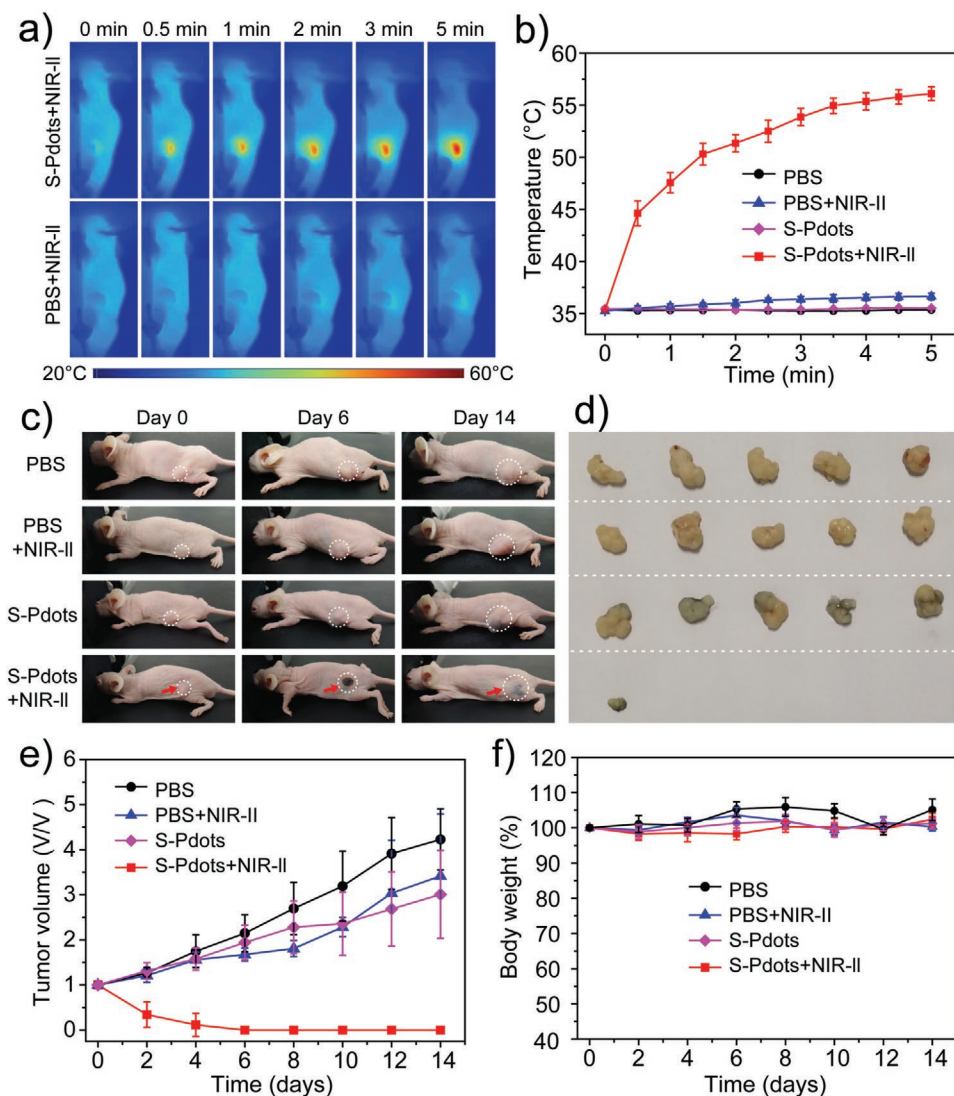 a)
0 min 0.5 min 1 min 2 min 3 min 5 min
S-Pdots+NIR-II
PBS+NIR-II
20°C 60°C
b)
Temperature (°C)
60
55
50
45
40
35
PBS
PBS+NIR-II
S-Pdots
S-Pdots+NIR-II
0 1 2 3 4 5
Time (min)
c)
Day 0 Day 6 Day 14
PBS
PBS
+NIR-II
S-Pdots
S-Pdots
+NIR-II
d)
e)
Tumor volume (V/V )
6
5
4
3
2
1
0
PBS
PBS+NIR-II
S-Pdots
S-Pdots+NIR-II
0 2 4 6 8 10 12 14
Time (days)
f)
Body weight (%)
120
110
100
90
80
70
60
50
40
PBS
PBS+NIR-II
S-Pdots
S-Pdots+NIR-II
0 2 4 6 8 10 12 14
Time (days)